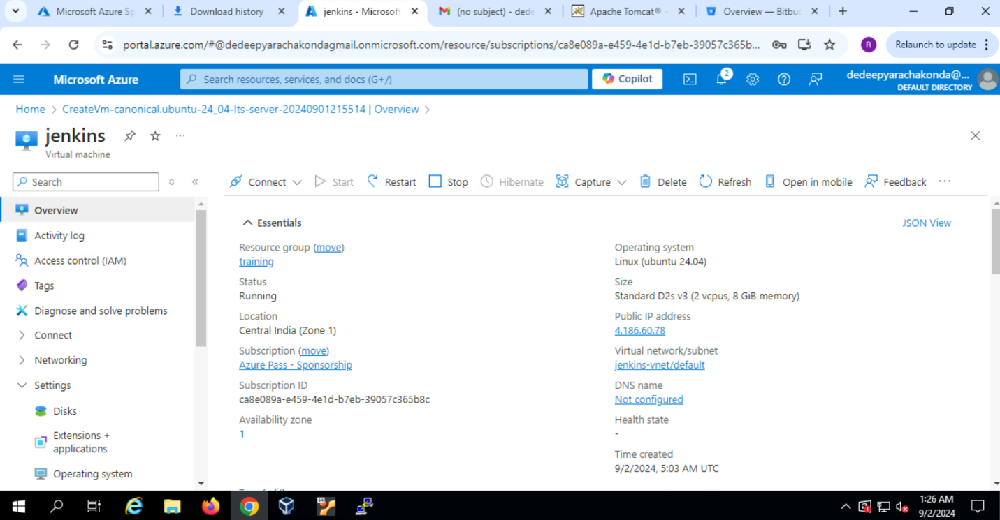 Microsoft Azure Sp
Download history
jenkins - Microsoft
(no subject) - dede
Apache Tomcat® -
Overview — Bitbuc
portal.azure.com/#@dedeepyarachakondagmail.onmicrosoft.com/resource/subscriptions/ca8e089a-e459-4e1d-b7eb-39057c365b...
R
Relaunch to update
Microsoft Azure
Search resources, services, and docs (G+/)
Copilot
2
dedeepyarachakonda@...
DEFAULT DIRECTORY
Home > CreateVm-canonical.ubuntu-24_04-lts-server-20240901215514 | Overview >
jenkins
Virtual machine
Search
Connect
Start
Restart
Stop
Hibernate
Capture
Delete
Refresh
Open in mobile
Feedback
Overview
Activity log
Access control (IAM)
Tags
Diagnose and solve problems
Connect
Networking
Settings
Disks
Extensions +
applications
Operating system
Essentials
JSON View
Resource group (move)
training
Status
Running
Location
Central India (Zone 1)
Subscription (move)
Azure Pass - Sponsorship
Subscription ID
ca8e089a-e459-4e1d-b7eb-39057c365b8c
Availability zone
1
Operating system
Linux (ubuntu 24.04)
Size
Standard D2s v3 (2 vcpus, 8 GiB memory)
Public IP address
4.186.60.78
Virtual network/subnet
jenkins-vnet/default
DNS name
Not configured
Health state
-
Time created
9/2/2024, 5:03 AM UTC
1:26 AM
9/2/2024